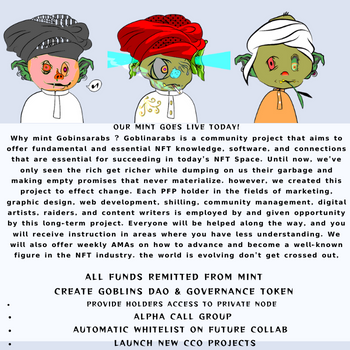 OUR MINT GOES LIVE TODAY!
Why mint Gobinsarabs ? Goblinarabs is a community project that aims to
offer fundamental and essential NFT knowledge, software, and connections
that are essential for succeeding in today's NFT Space. Until now, we've
only seen the rich get richer while dumping on us their garbage and
making empty promises that never materialize. however, we created this
project to effect change. Each PFP holder in the fields of marketing,
graphic design, web development, shilling, community management, digital
artists, raiders, and content writers is employed by and given opportunity
by this long-term project. Everyone will be helped along the way, and you
will receive instruction in areas where you have less understanding. We
will also offer weekly AMAs on how to advance and become a well-known
figure in the NFT industry. the world is evolving don't get crossed out.
ALL FUNDS REMITTED FROM MINT
CREATE GOBLINS DAO & GOVERNANCE TOKEN
• PROVIDE HOLDERS ACCESS TO PRIVATE NODE
• ALPHA CALL GROUP
• AUTOMATIC WHITELIST ON FUTURE COLLAB
• LAUNCH NEW CC0 PROJECTS